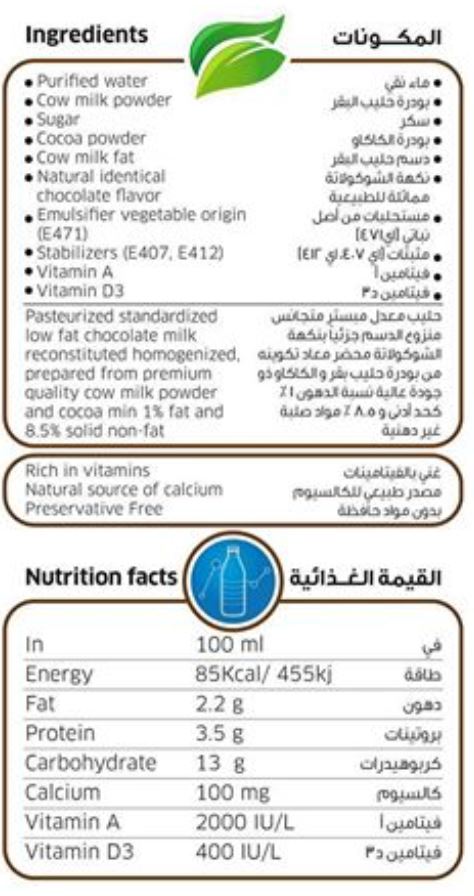 Ingredients
المكـونات
• Purified water
• Cow milk powder
• Sugar
• Cocoa powder
• Cow milk fat
• Natural identical
chocolate flavor
• Emulsifier vegetable origin
(E471)
• Stabilizers (E407, E412)
• Vitamin A
• Vitamin D3
• ماء نقي
• بودرة حليب البقر
• سكر
• بودرة الكاكاو
• دسم حليب البقر
• نكهة الشوكولاتة
مماثلة للطبيعية
• مستحلبات من أصل
نباتي (اي٤٧١)
• مثبتات (اي ٤٠٧،اي ٤١٢)
• فيتامين أ
• فيتامين د٣
Pasteurized standardized
low fat chocolate milk
reconstituted homogenized,
prepared from premium
quality cow milk powder
and cocoa min 1% fat and
8.5% solid non-fat
حليب معدل مبستر متجانس
منزوع الدسم جزئياً بنكهة
الشوكولاتة محضر معاد تكوينه
من بودرة حليب بقر و الكاكاو ذو
جودة عالية نسبة الدهون ١٪
كحد أدنى و ٨.٥ ٪ مواد صلبة
غير دهنية
Rich in vitamins
Natural source of calcium
Preservative Free
غني بالفيتامينات
مصدر طبيعي للكالسيوم
بدون مواد حافظة
Nutrition facts
القيمة الغـذائية
In 100 ml في
Energy 85Kcal/ 455kj طاقة
Fat 2.2 g دهون
Protein 3.5 g بروتينات
Carbohydrate 13 g كربوهيدرات
Calcium 100 mg كالسيوم
Vitamin A 2000 IU/L فيتامين أ
Vitamin D3 400 IU/L فيتامين د٣